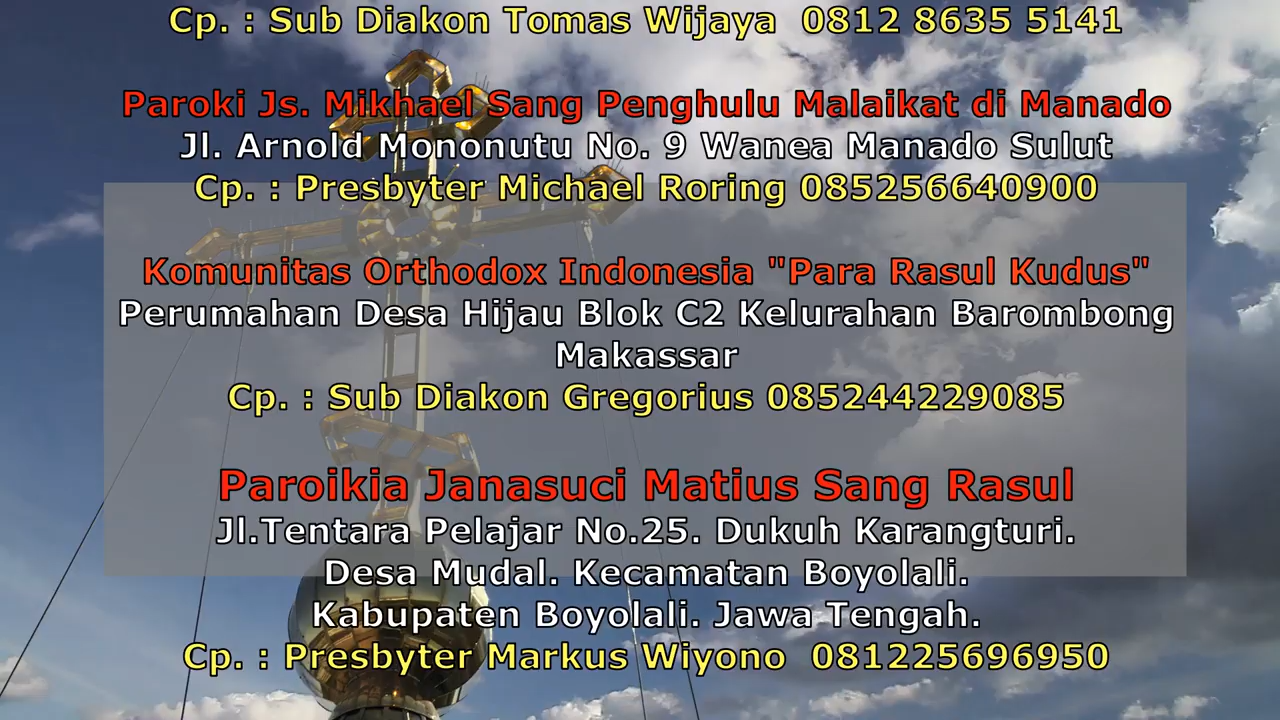 Cp. : Sub Diakon Tomas Wijaya  0812 8635 5141
Paroki Js. Mikhael Sang Penghulu Malaikat di Manado
Jl. Arnold Mononutu No. 9 Wanea Manado Sulut
Cp. : Presbyter Michael Roring 085256640900
Komunitas Orthodox Indonesia "Para Rasul Kudus"
Perumahan Desa Hijau Blok C2 Kelurahan Barombong
Makassar
Cp. : Sub Diakon Gregorius 085244229085
Paroikia Janasuci Matius Sang Rasul
Jl.Tentara Pelajar No.25. Dukuh Karangturi.
Desa Mudal. Kecamatan Boyolali.
Kabupaten Boyolali. Jawa Tengah.
Cp. : Presbyter Markus Wiyono  081225696950